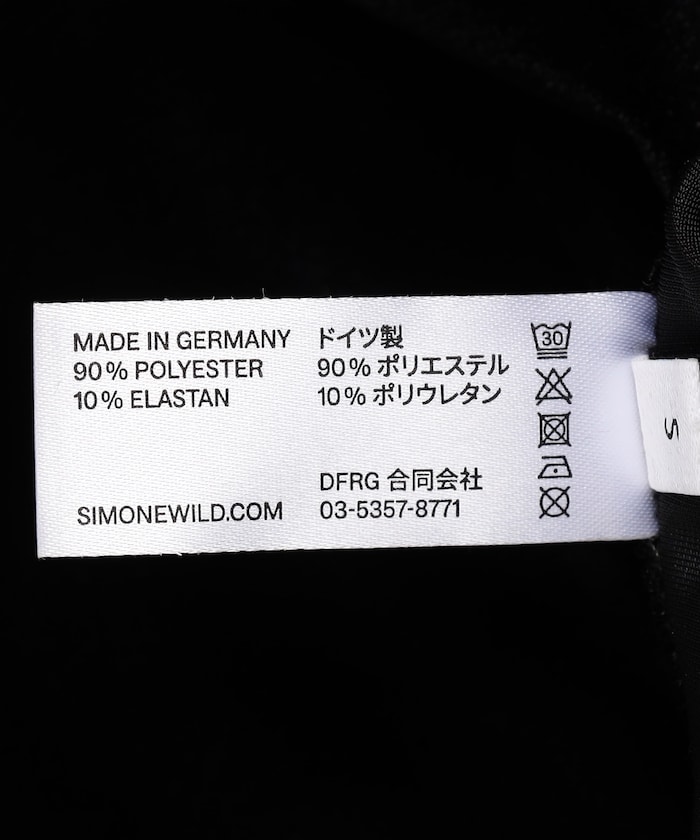 MADE IN GERMANY
90% POLYESTER
10% ELASTAN
SIMONEWILD.COM
ドイツ製
90% ポリエステル
10% ポリウレタン
DFRG 合同会社
03-5357-8771
30
S